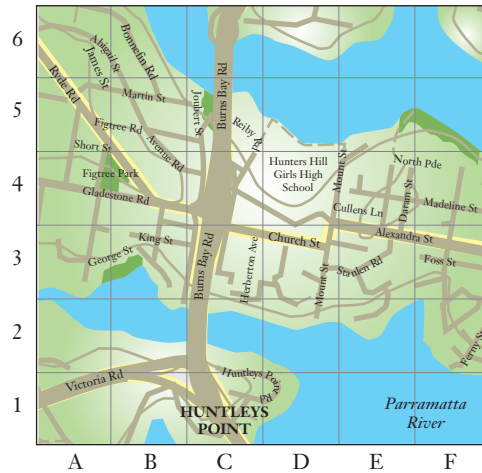 6
5
4
3
2
1
Bonnefin Rd
Abigail St
James St
Ryde Rd
Martin St
Joubert St
Burns Bay Rd
Figtree Rd
Reiby Rd
Avenue Rd
Short St
Figtree Park
Gladestone Rd
Hunters Hill
Girls High
School
Mount St
North Pde
Cullens Ln
Daran St
Madeline St
Alexandra St
Church St
King St
George St
Burns Bay Rd
Herberton Ave
Mount St
Stanlen Rd
Foss St
Ferny St
Victoria Rd
Huntleys Point Rd
HUNTLEYS
POINT
Parramatta
River
A B C D E F